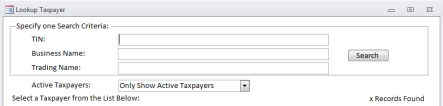 Lookup Taxpayer
Specify one Search Criteria:
TIN:
Business Name:
Search
Trading Name:
Active Taxpayers: Only Show Active Taxpayers
Select a Taxpayer from the List Below: x Records Found